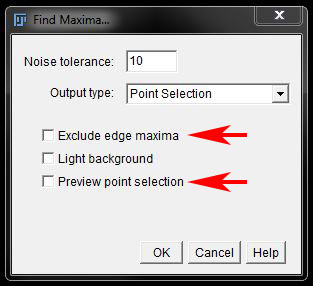 Find Maxima...
Noise tolerance: 10
Output type: Point Selection
Exclude edge maxima
Light background
Preview point selection
OK Cancel Help